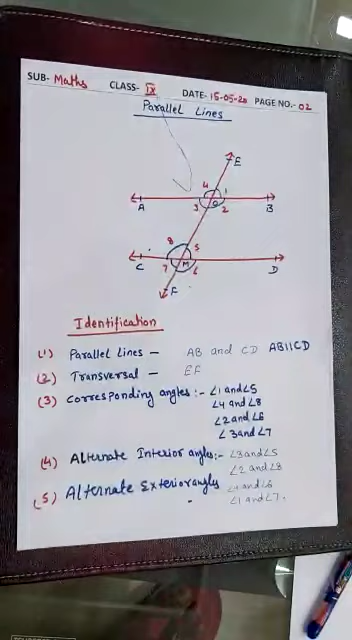 SUB- Maths CLASS- IX DATE- 15-05-20 PAGE NO.- 02
Parallel Lines
E
4 1
A 3 O 2 B
8 5
C 7 M 6 D
F
Identification
(1) Parallel Lines - AB and CD AB||CD
(2) Transversal - EF
(3) Corresponding angles :- ∠1 and ∠5
∠4 and ∠8
∠2 and ∠6
∠3 and ∠7
(4) Alternate Interior angles:- ∠3 and ∠5
∠2 and ∠8
(5) Alternate Exterior angles ∠4 and ∠6
- ∠1 and ∠7.